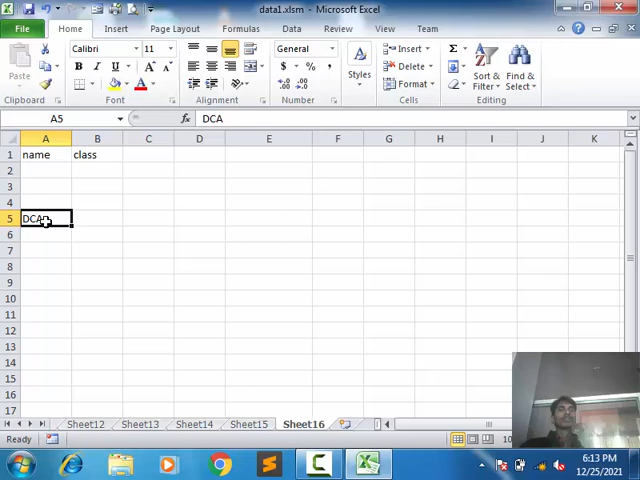 data1.xlsm - Microsoft Excel
File Home Insert Page Layout Formulas Data Review View Team
Paste Calibri 11 General Insert Styles Sort & Filter Find & Select
B I U $ % , Delete
A Format
Clipboard Font Alignment Number Cells Editing
A5 fx DCA
A B C D E F G H I J K
1 name class
2
3
4
5 DCA
6
7
8
9
10
11
12
13
14
15
16
17
Sheet12 Sheet13 Sheet14 Sheet15 Sheet16
Ready 10
6:13 PM
12/25/2021